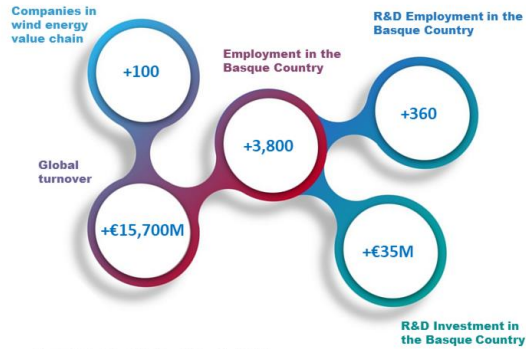 Companies in
wind energy
value chain
+100
Global
turnover
+€15,700M
Employment in the
Basque Country
+3,800
R&D Employment in the
Basque Country
+360
+€35M
R&D Investment in
the Basque Country